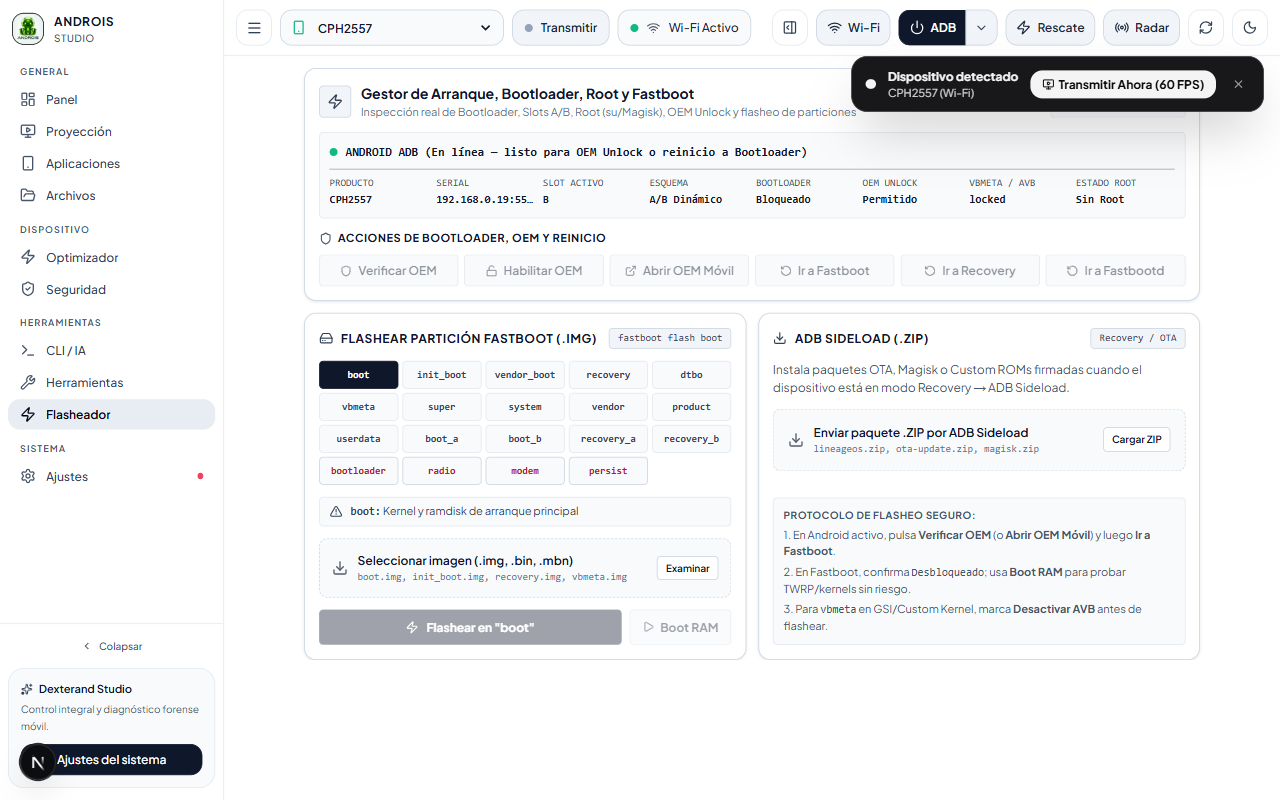 ANDROIS
STUDIO
CPH2557
Transmitir
Wi-Fi Activo
Wi-Fi
ADB
Rescate
Radar
Dispositivo detectado
CPH2557 (Wi-Fi)
Transmitir Ahora (60 FPS)
GENERAL
Panel
Proyección
Aplicaciones
Archivos
DISPOSITIVO
Optimizador
Seguridad
HERRAMIENTAS
CLI / IA
Herramientas
Flasheador
SISTEMA
Ajustes
Colapsar
Dexterand Studio
Control integral y diagnóstico forense
móvil.
N
Ajustes del sistema
Gestor de Arranque, Bootloader, Root y Fastboot
Inspección real de Bootloader, Slots A/B, Root (su/Magisk), OEM Unlock y flasheo de particiones
ANDROID ADB (En línea — listo para OEM Unlock o reinicio a Bootloader)
PRODUCTO SERIAL SLOT ACTIVO ESQUEMA BOOTLOADER OEM UNLOCK VBMETA / AVB ESTADO ROOT
CPH2557 192.168.0.19:55… B A/B Dinámico Bloqueado Permitido locked Sin Root
ACCIONES DE BOOTLOADER, OEM Y REINICIO
Verificar OEM Habilitar OEM Abrir OEM Móvil Ir a Fastboot Ir a Recovery Ir a Fastbootd
FLASHEAR PARTICIÓN FASTBOOT (.IMG) fastboot flash boot
boot init_boot vendor_boot recovery dtbo
vbmeta super system vendor product
userdata boot_a boot_b recovery_a recovery_b
bootloader radio modem persist
boot: Kernel y ramdisk de arranque principal
Seleccionar imagen (.img, .bin, .mbn)
boot.img, init_boot.img, recovery.img, vbmeta.img
Examinar
Flashear en "boot"
Boot RAM
ADB SIDELOAD (.ZIP) Recovery / OTA
Instala paquetes OTA, Magisk o Custom ROMs firmadas cuando el
dispositivo está en modo Recovery → ADB Sideload.
Enviar paquete .ZIP por ADB Sideload
lineageos.zip, ota-update.zip, magisk.zip
Cargar ZIP
PROTOCOLO DE FLASHEO SEGURO:
1. En Android activo, pulsa Verificar OEM (o Abrir OEM Móvil) y luego Ir a
Fastboot.
2. En Fastboot, confirma Desbloqueado; usa Boot RAM para probar
TWRP/kernels sin riesgo.
3. Para vbmeta en GSI/Custom Kernel, marca Desactivar AVB antes de
flashear.